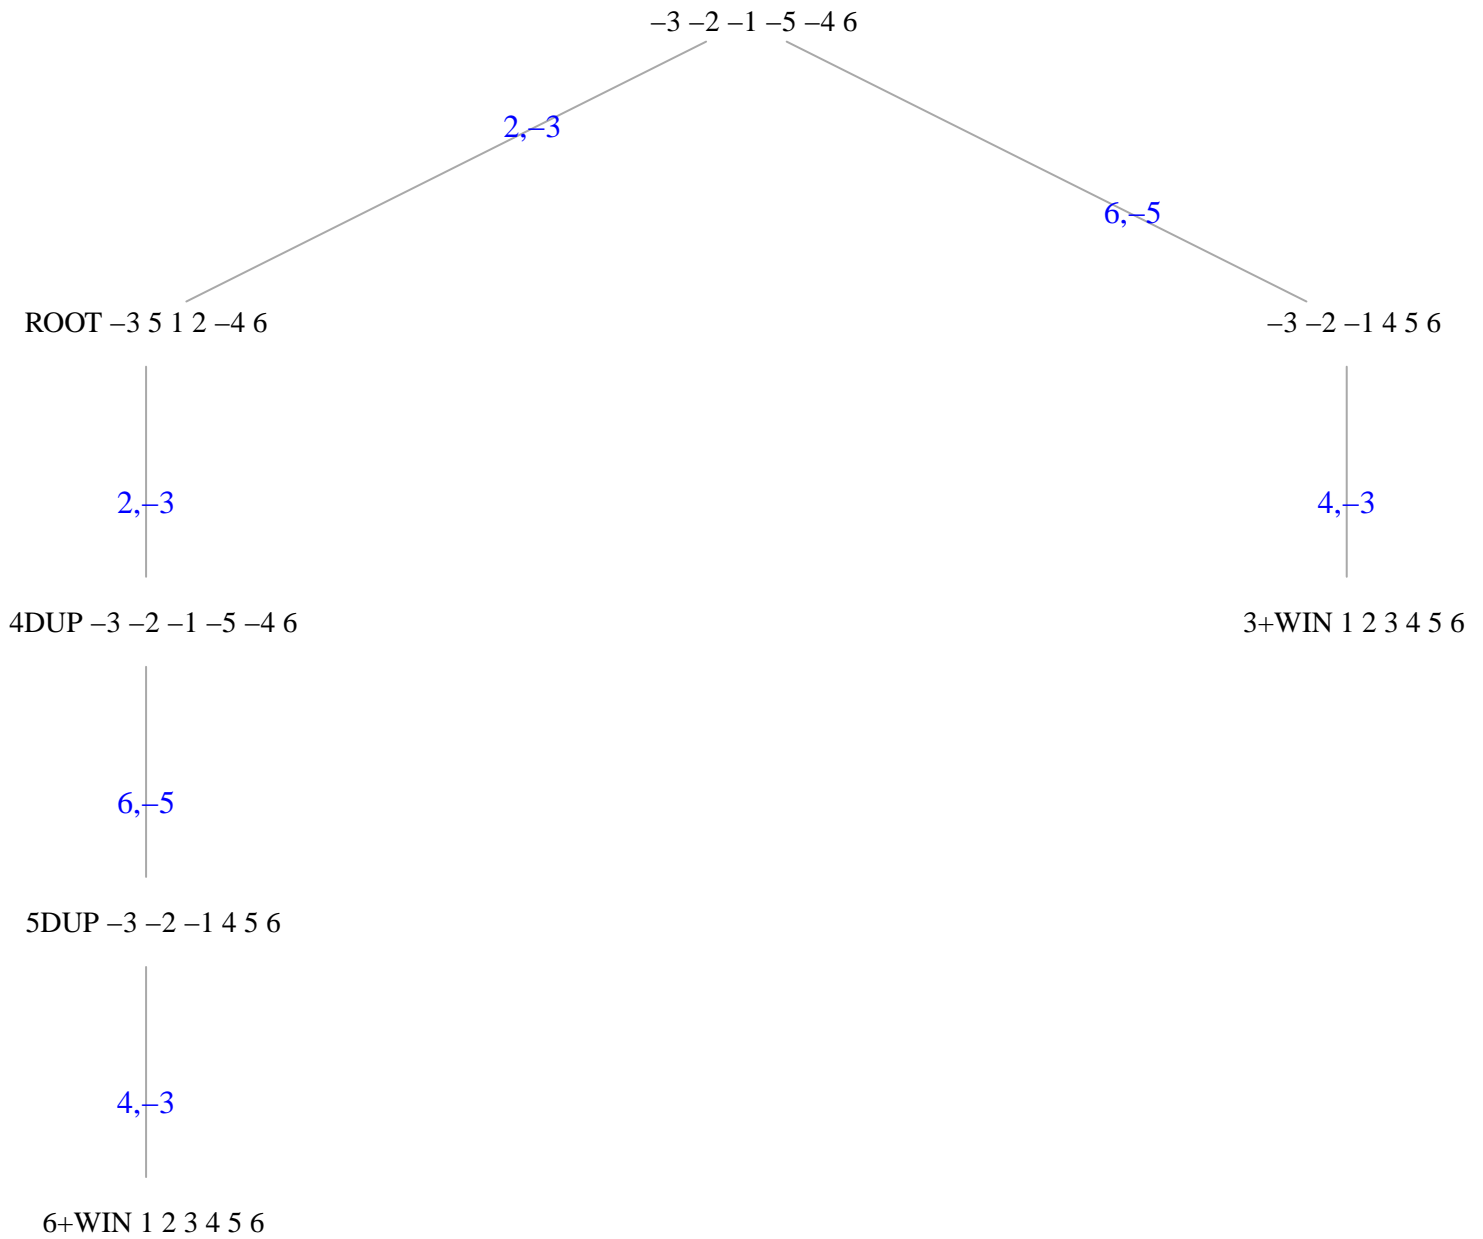 –3 –2 –1 –5 –4 6
2,–3
6,–5
ROOT –3 5 1 2 –4 6
–3 –2 –1 4 5 6
2,–3
4,–3
4DUP –3 –2 –1 –5 –4 6
3+WIN 1 2 3 4 5 6
6,–5
5DUP –3 –2 –1 4 5 6
4,–3
6+WIN 1 2 3 4 5 6